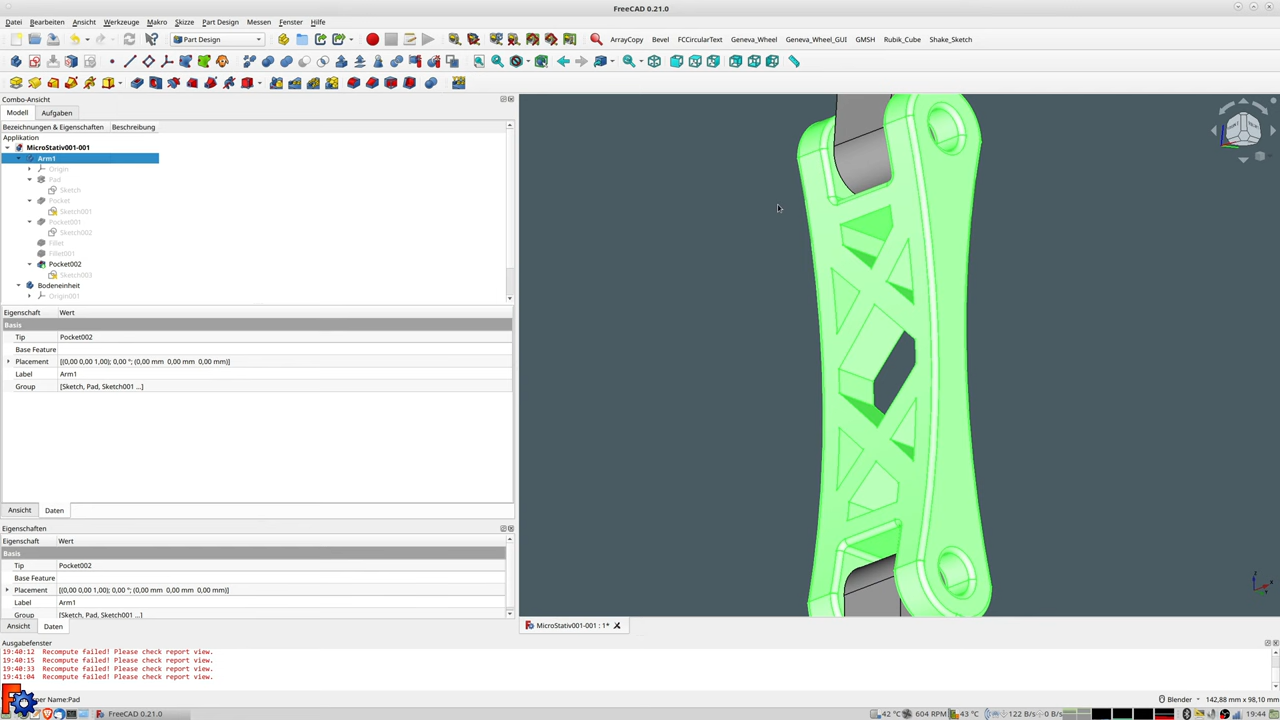 FreeCAD 0.21.0
Datei Bearbeiten Ansicht Werkzeuge Makro Skizze Part Design Messen Fenster Hilfe
Part Design ArrayCopy Bevel FCCircularText Geneva_Wheel Geneva_Wheel_GUI GMSH Rubik_Cube Shake_Sketch
Combo-Ansicht
Modell Aufgaben
Bezeichnungen & Eigenschaften Beschreibung
Applikation
MicroStativ001-001
Arm1
Origin
Pad
Sketch
Pocket
Sketch001
Pocket001
Sketch002
Fillet
Fillet001
Pocket002
Sketch003
Bodeneinheit
Origin001
Eigenschaft Wert
Basis
Tip Pocket002
Base Feature
Placement [(0,00 0,00 1,00); 0,00 °; (0,00 mm 0,00 mm 0,00 mm)]
Label Arm1
Group [Sketch, Pad, Sketch001 ...]
Ansicht Daten
Eigenschaften
Eigenschaft Wert
Basis
Tip Pocket002
Base Feature
Placement [(0,00 0,00 1,00); 0,00 °; (0,00 mm 0,00 mm 0,00 mm)]
Label Arm1
Group [Sketch, Pad, Sketch001 ...]
Ansicht Daten
MicroStativ001-001 : 1*
Ausgabefenster
19:40:12 Recompute failed! Please check report view.
19:40:15 Recompute failed! Please check report view.
19:40:33 Recompute failed! Please check report view.
19:41:04 Recompute failed! Please check report view.
Name:Pad Blender 142,88 mm x 98,10 mm
FreeCAD 0.21.0 42 °C 604 RPM 43 °C 122 B/s 0 B/s 19:44